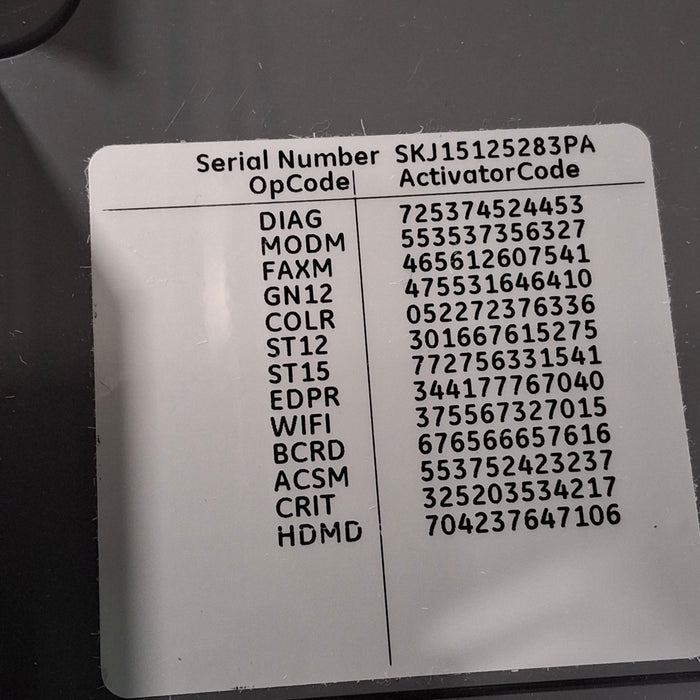 Serial Number SKJ15125283PA
OpCode ActivatorCode
DIAG 725374524453
MODM 553537356327
FAXM 465612607541
GN12 475531646410
COLR 052272376336
ST12 301667615275
ST15 772756331541
EDPR 344177767040
WIFI 375567327015
BCRD 676566657616
ACSM 553752423237
CRIT 325203534217
HDMD 704237647106